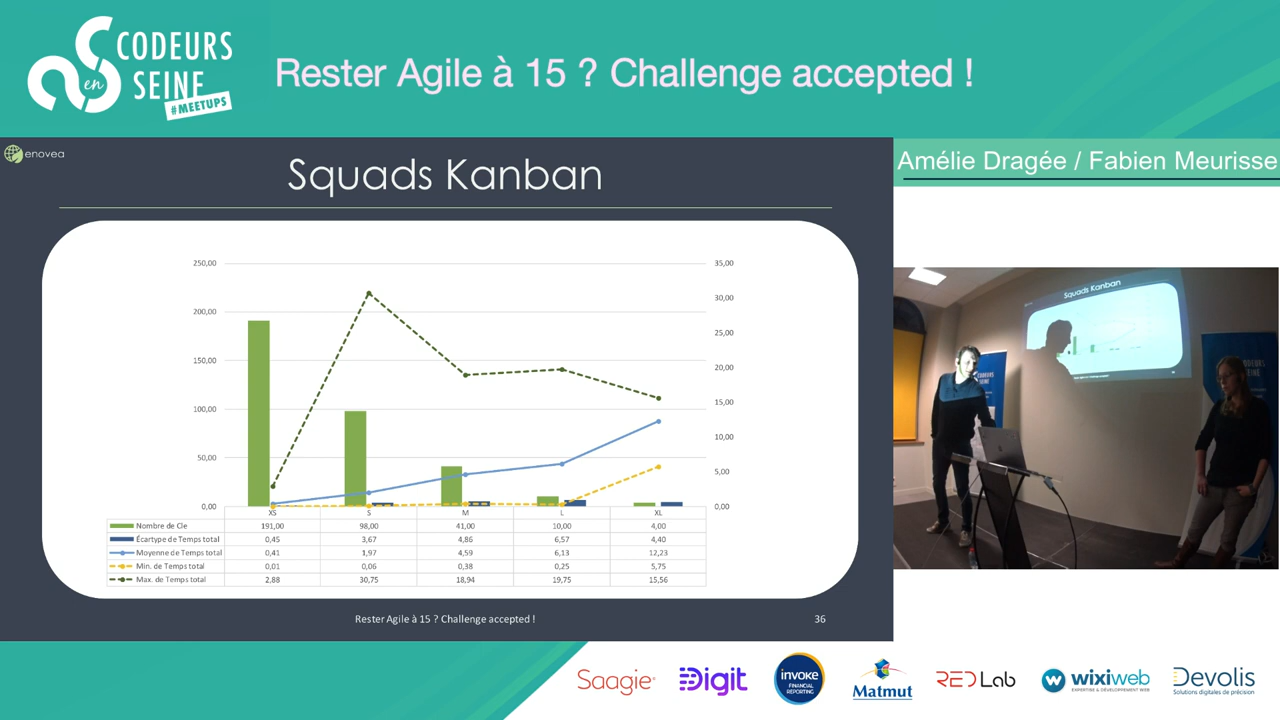 CODEURS
en
SEINE
#MEETUPS
Rester Agile à 15 ? Challenge accepted !
enovea
Squads Kanban
Amélie Dragée / Fabien Meurisse
250,00
200,00
150,00
100,00
50,00
0,00
35,00
30,00
25,00
20,00
15,00
10,00
5,00
0,00
XS S M L XL
Nombre de Cle 191,00 98,00 41,00 10,00 4,00
Écartype de Temps total 0,45 3,67 4,86 6,57 4,40
Moyenne de Temps total 0,41 1,97 4,59 6,13 12,23
Min. de Temps total 0,01 0,06 0,38 0,25 5,75
Max. de Temps total 2,88 30,75 18,94 19,75 15,56
Rester Agile à 15 ? Challenge accepted !
36
Squads Kanban
CODEURS
SEINE
CODEURS
SEINE
Saagie
Digit
invoke
FINANCIAL
REPORTING
Matmut
RED Lab
wixiweb
EXPERTISE & DÉVELOPPEMENT WEB
Devolis
Solutions digitales de précision